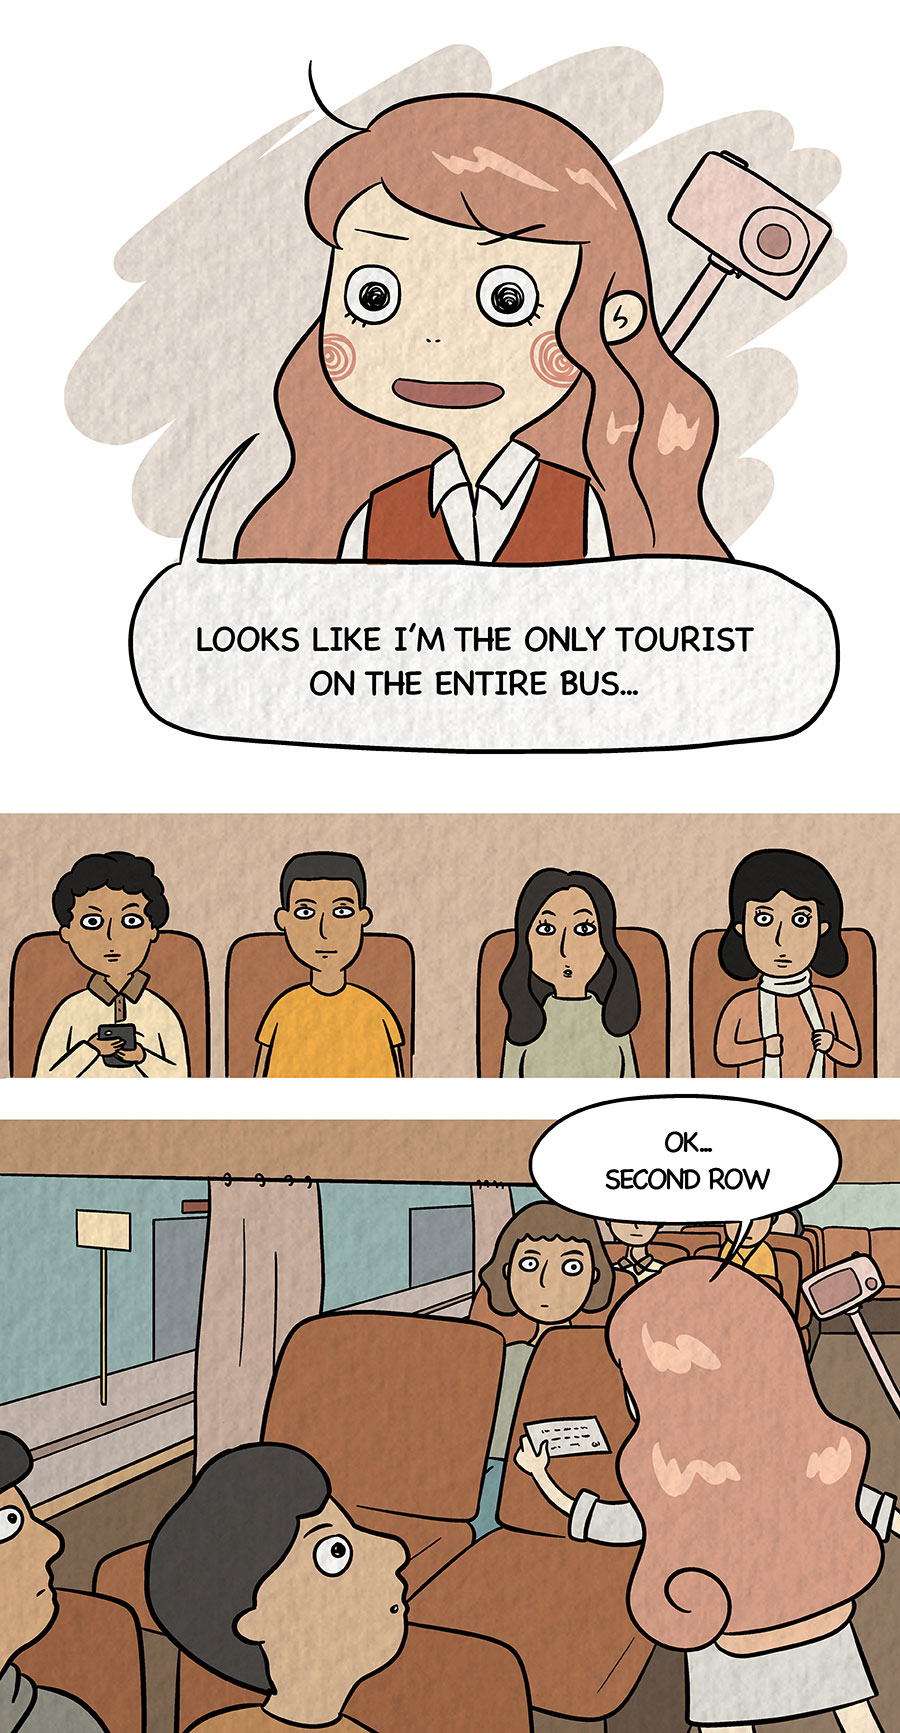 LOOKS LIKE I'M THE ONLY TOURIST
ON THE ENTIRE BUS...
OK...
SECOND ROW